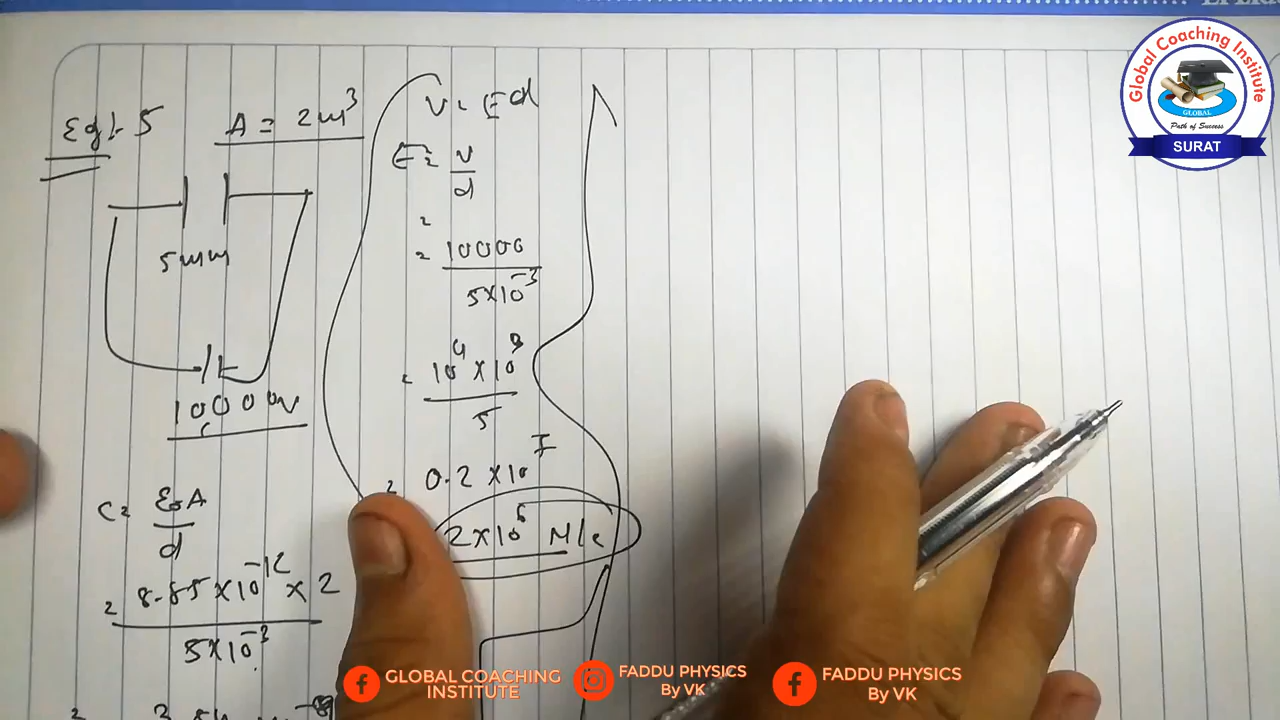 Eg:- 5 A = 2m³
5mm
10000v
C = ε₀A
d
= 8.85 × 10⁻¹² × 2
5×10⁻³
V = Ed
E = V
d
=
= 10000
5×10⁻³
= 10⁴ × 10³
5
= 0.2 × 10⁷
2×10⁶ N/c
Global Coaching Institute
GLOBAL
Path of Success
SURAT
GLOBAL COACHING
INSTITUTE
FADDU PHYSICS
By VK
FADDU PHYSICS
By VK